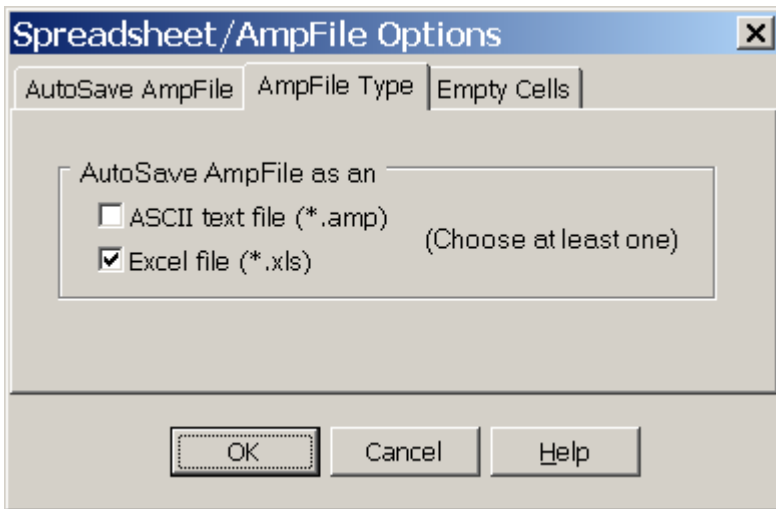 Spreadsheet/AmpFile Options
AutoSave AmpFile AmpFile Type Empty Cells
AutoSave AmpFile as an
ASCII text file (*.amp)
(Choose at least one)
Excel file (*.xls)
OK Cancel Help